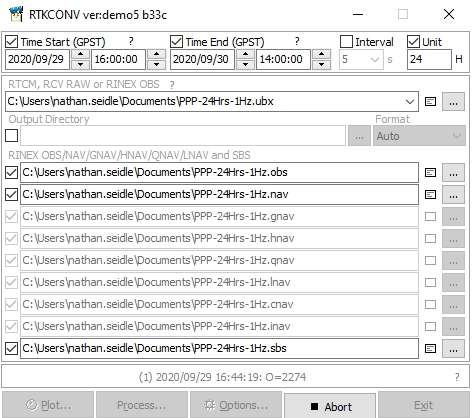 RTKCONV ver:demo5 b33c
Time Start (GPST) ? Time End (GPST) ? Interval Unit
2020/09/29 16:00:00 2020/09/30 14:00:00 5 s 24 H
RTCM, RCV RAW or RINEX OBS ?
C:\Users\nathan.seidle\Documents\PPP-24Hrs-1Hz.ubx ...
Output Directory Format
... Auto
RINEX OBS/NAV/GNAV/HNAV/QNAV/LNAV and SBS
C:\Users\nathan.seidle\Documents\PPP-24Hrs-1Hz.obs ...
C:\Users\nathan.seidle\Documents\PPP-24Hrs-1Hz.nav ...
C:\Users\nathan.seidle\Documents\PPP-24Hrs-1Hz.gnav ...
C:\Users\nathan.seidle\Documents\PPP-24Hrs-1Hz.hnav ...
C:\Users\nathan.seidle\Documents\PPP-24Hrs-1Hz.qnav ...
C:\Users\nathan.seidle\Documents\PPP-24Hrs-1Hz.lnav ...
C:\Users\nathan.seidle\Documents\PPP-24Hrs-1Hz.cnav ...
C:\Users\nathan.seidle\Documents\PPP-24Hrs-1Hz.inav ...
C:\Users\nathan.seidle\Documents\PPP-24Hrs-1Hz.sbs ...
(1) 2020/09/29 16:44:19: O=2274 ?
Plot... Process... Options... Abort Exit